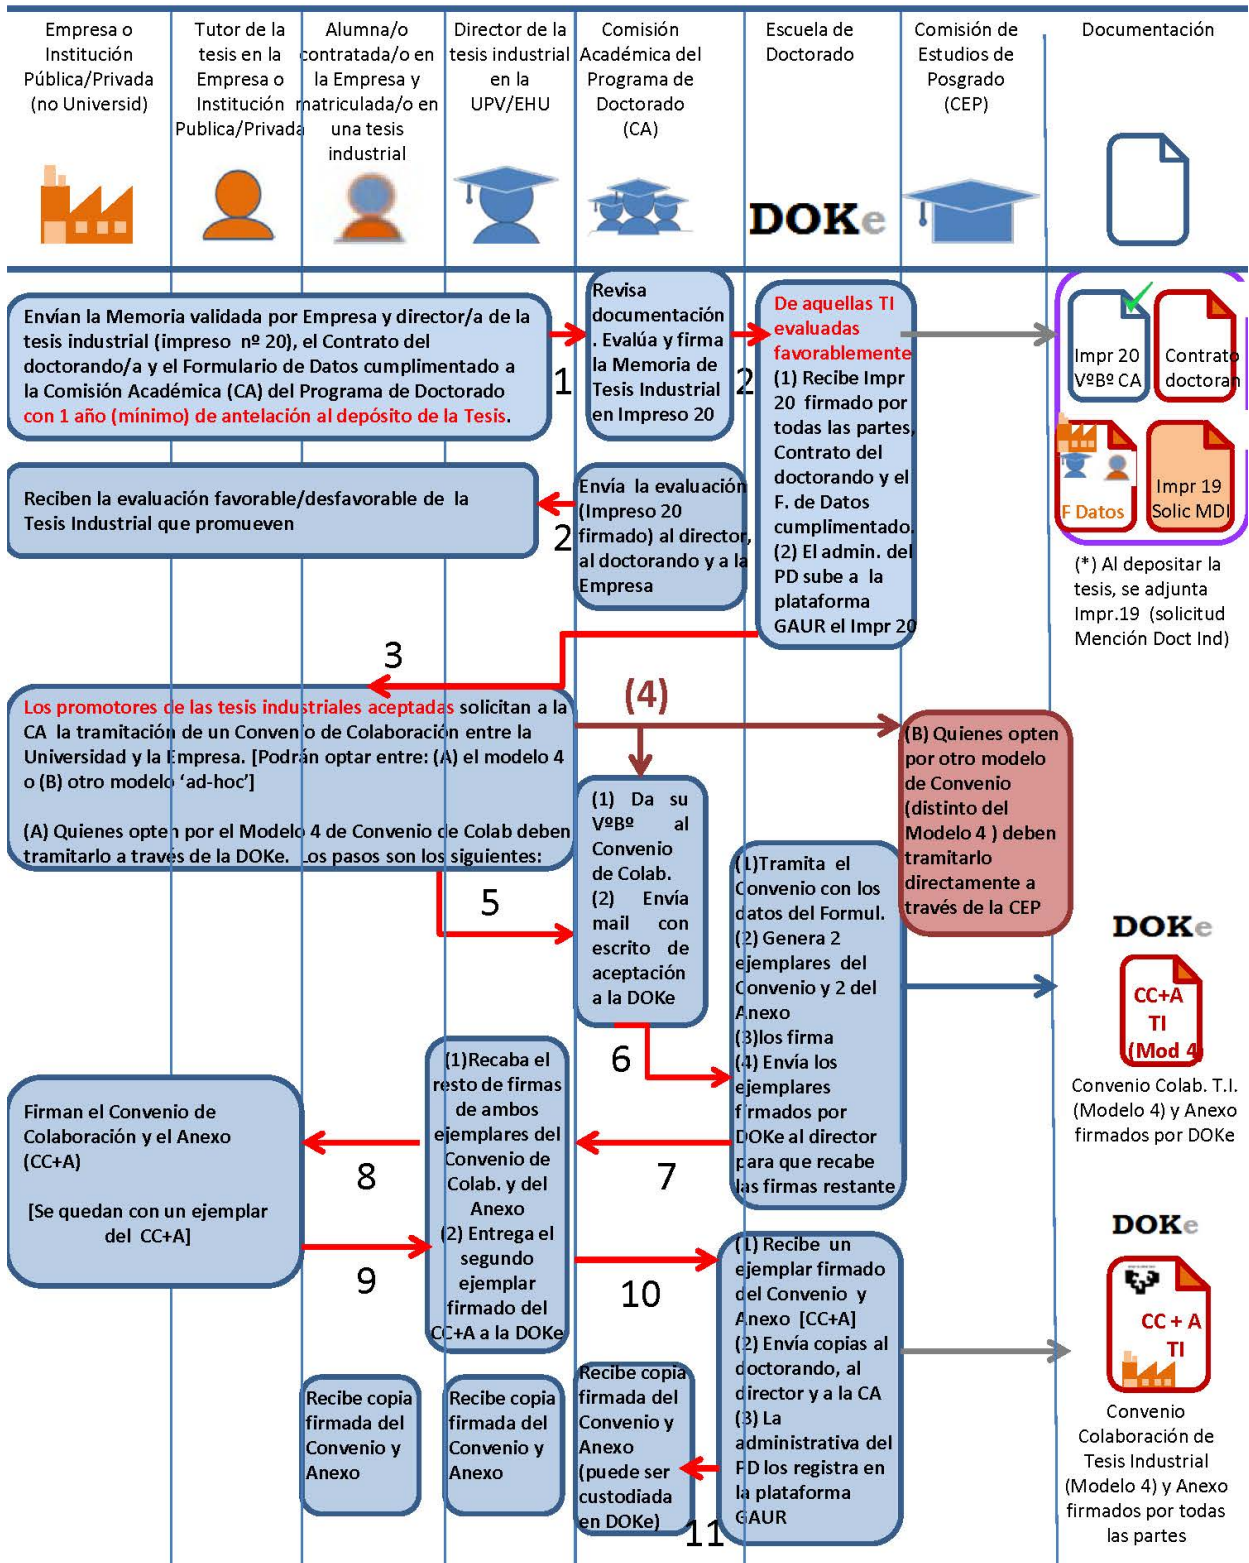 Empresa o
Institución
Pública/Privada
(no Universid)
Tutor de la
tesis en la
Empresa o
Institución
Publica/Privada
Alumna/o
contratada/o en
la Empresa y
matriculada/o en
una tesis
industrial
Director de la
tesis industrial
en la
UPV/EHU
Comisión
Académica del
Programa de
Doctorado
(CA)
Escuela de
Doctorado
DOKe
Comisión de
Estudios de
Posgrado
(CEP)
Documentación
Envían la Memoria validada por Empresa y director/a de la
tesis industrial (impreso nº 20), el Contrato del
doctorando/a y el Formulario de Datos cumplimentado a
la Comisión Académica (CA) del Programa de Doctorado
con 1 año (mínimo) de antelación al depósito de la Tesis.
1
Revisa
documentación
. Evalúa y firma
la Memoria de
Tesis Industrial
en Impreso 20
2
De aquellas TI
evaluadas
favorablemente
(1) Recibe Impr
20 firmado por
todas las partes,
Contrato del
doctorando y el
F. de Datos
cumplimentado.
(2) El admin. del
PD sube a la
plataforma
GAUR el Impr 20
Impr 20
VºBº CA
Contrato
doctoran
F Datos
Impr 19
Solic MDI
(*) Al depositar la
tesis, se adjunta
Impr.19 (solicitud
Mención Doct Ind)
Reciben la evaluación favorable/desfavorable de la
Tesis Industrial que promueven
2
Envía la evaluación
(Impreso 20
firmado) al director,
al doctorando y a la
Empresa
3
Los promotores de las tesis industriales aceptadas solicitan a la
CA la tramitación de un Convenio de Colaboración entre la
Universidad y la Empresa. [Podrán optar entre: (A) el modelo 4
o (B) otro modelo ‘ad-hoc’]
(A) Quienes opten por el Modelo 4 de Convenio de Colab deben
tramitarlo a través de la DOKe. Los pasos son los siguientes:
(4)
(B) Quienes opten
por otro modelo
de Convenio
(distinto del
Modelo 4 ) deben
tramitarlo
directamente a
través de la CEP
5
(1) Da su
VºBº al
Convenio
de Colab.
(2) Envía
mail con
escrito de
aceptación
a la DOKe
6
(1)Tramita el
Convenio con los
datos del Formul.
(2) Genera 2
ejemplares del
Convenio y 2 del
Anexo
(3)los firma
(4) Envía los
ejemplares
firmados por
DOKe al director
para que recabe
las firmas restante
DOKe
CC+A
TI
(Mod 4)
Convenio Colab. T.I.
(Modelo 4) y Anexo
firmados por DOKe
7
(1)Recaba el
resto de firmas
de ambos
ejemplares del
Convenio de
Colab. y del
Anexo
(2) Entrega el
segundo
ejemplar
firmado del
CC+A a la DOKe
8
Firman el Convenio de
Colaboración y el Anexo
(CC+A)
[Se quedan con un ejemplar
del CC+A]
9
10
(1) Recibe un
ejemplar firmado
del Convenio y
Anexo [CC+A]
(2) Envía copias al
doctorando, al
director y a la CA
(3) La
administrativa del
PD los registra en
la plataforma
GAUR
DOKe
CC + A
TI
Convenio
Colaboración de
Tesis Industrial
(Modelo 4) y Anexo
firmados por todas
las partes
Recibe copia
firmada del
Convenio y
Anexo
Recibe copia
firmada del
Convenio y
Anexo
Recibe copia
firmada del
Convenio y
Anexo
(puede ser
custodiada
en DOKe)
11